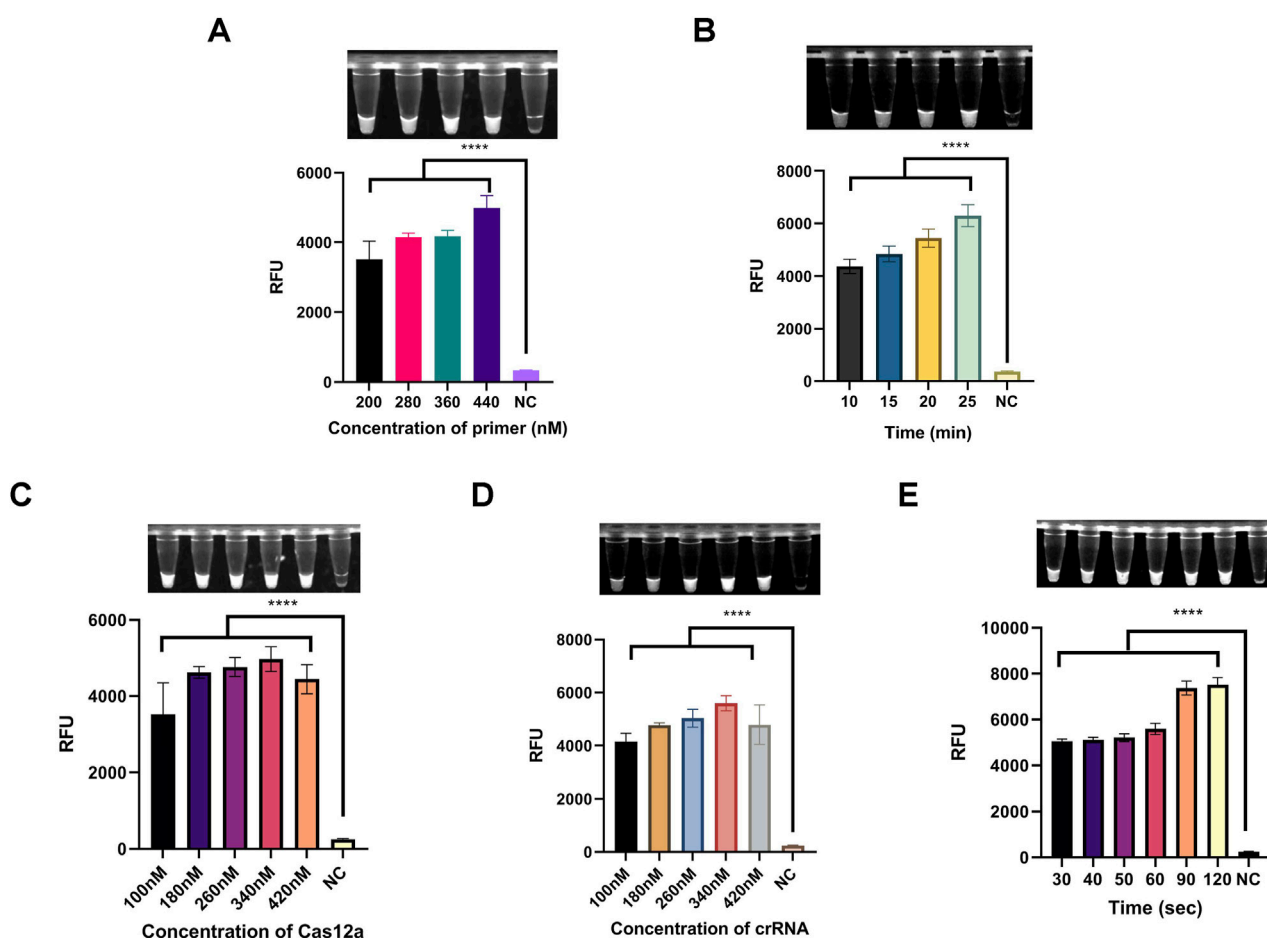 A
****
6000
4000
2000
0
RFU
200 280 360 440 NC
Concentration of primer (nM)
B
****
8000
6000
4000
2000
0
RFU
10 15 20 25 NC
Time (min)
C
****
6000
4000
2000
0
RFU
100nM 180nM 260nM 340nM 420nM NC
Concentration of Cas12a
D
****
8000
6000
4000
2000
0
RFU
100nM 180nM 260nM 340nM 420nM NC
Concentration of crRNA
E
****
10000
8000
6000
4000
2000
0
RFU
30 40 50 60 90 120 NC
Time (sec)